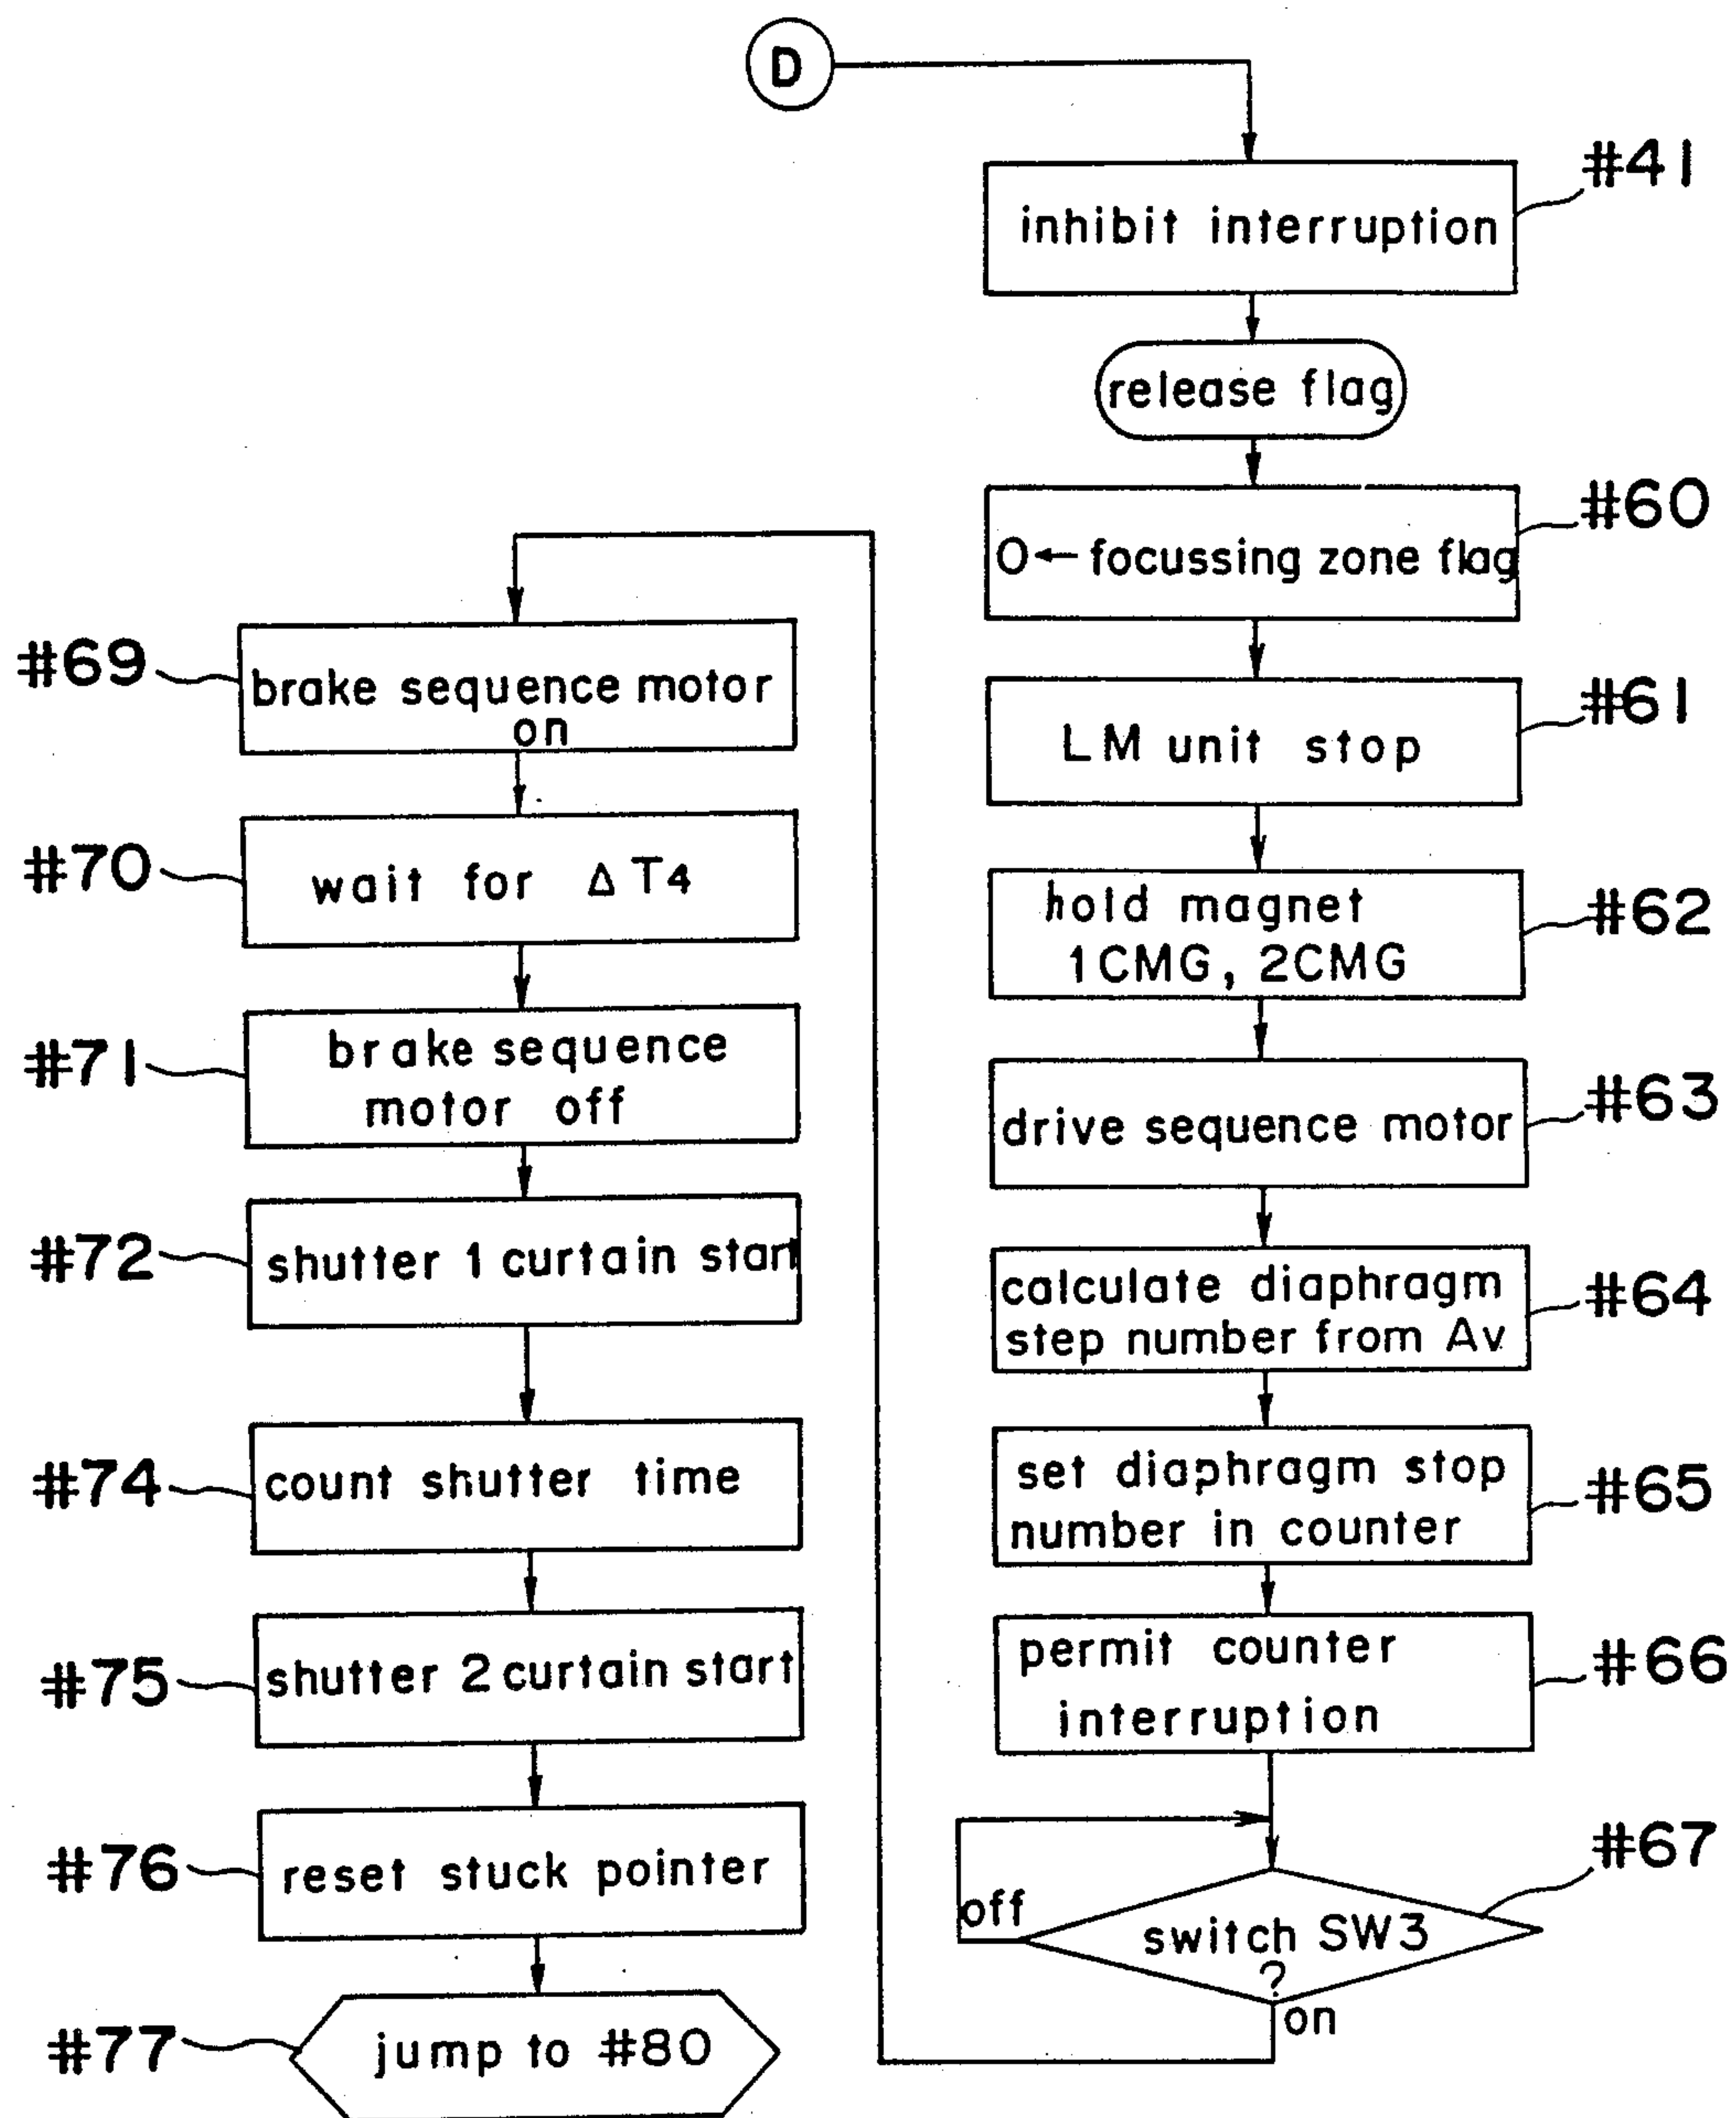 D
#41
inhibit interruption
release flag
#60
0←focussing zone flag
#61
LM unit stop
#62
hold magnet
1CMG, 2CMG
#63
drive sequence motor
#64
calculate diaphragm
step number from Av
#65
set diaphragm stop
number in counter
#66
permit counter
interruption
#67
off
switch SW3
?
on
#69
brake sequence motor
on
#70
wait for ΔT4
#71
brake sequence
motor off
#72
shutter 1 curtain start
#74
count shutter time
#75
shutter 2 curtain start
#76
reset stuck pointer
#77
jump to #80